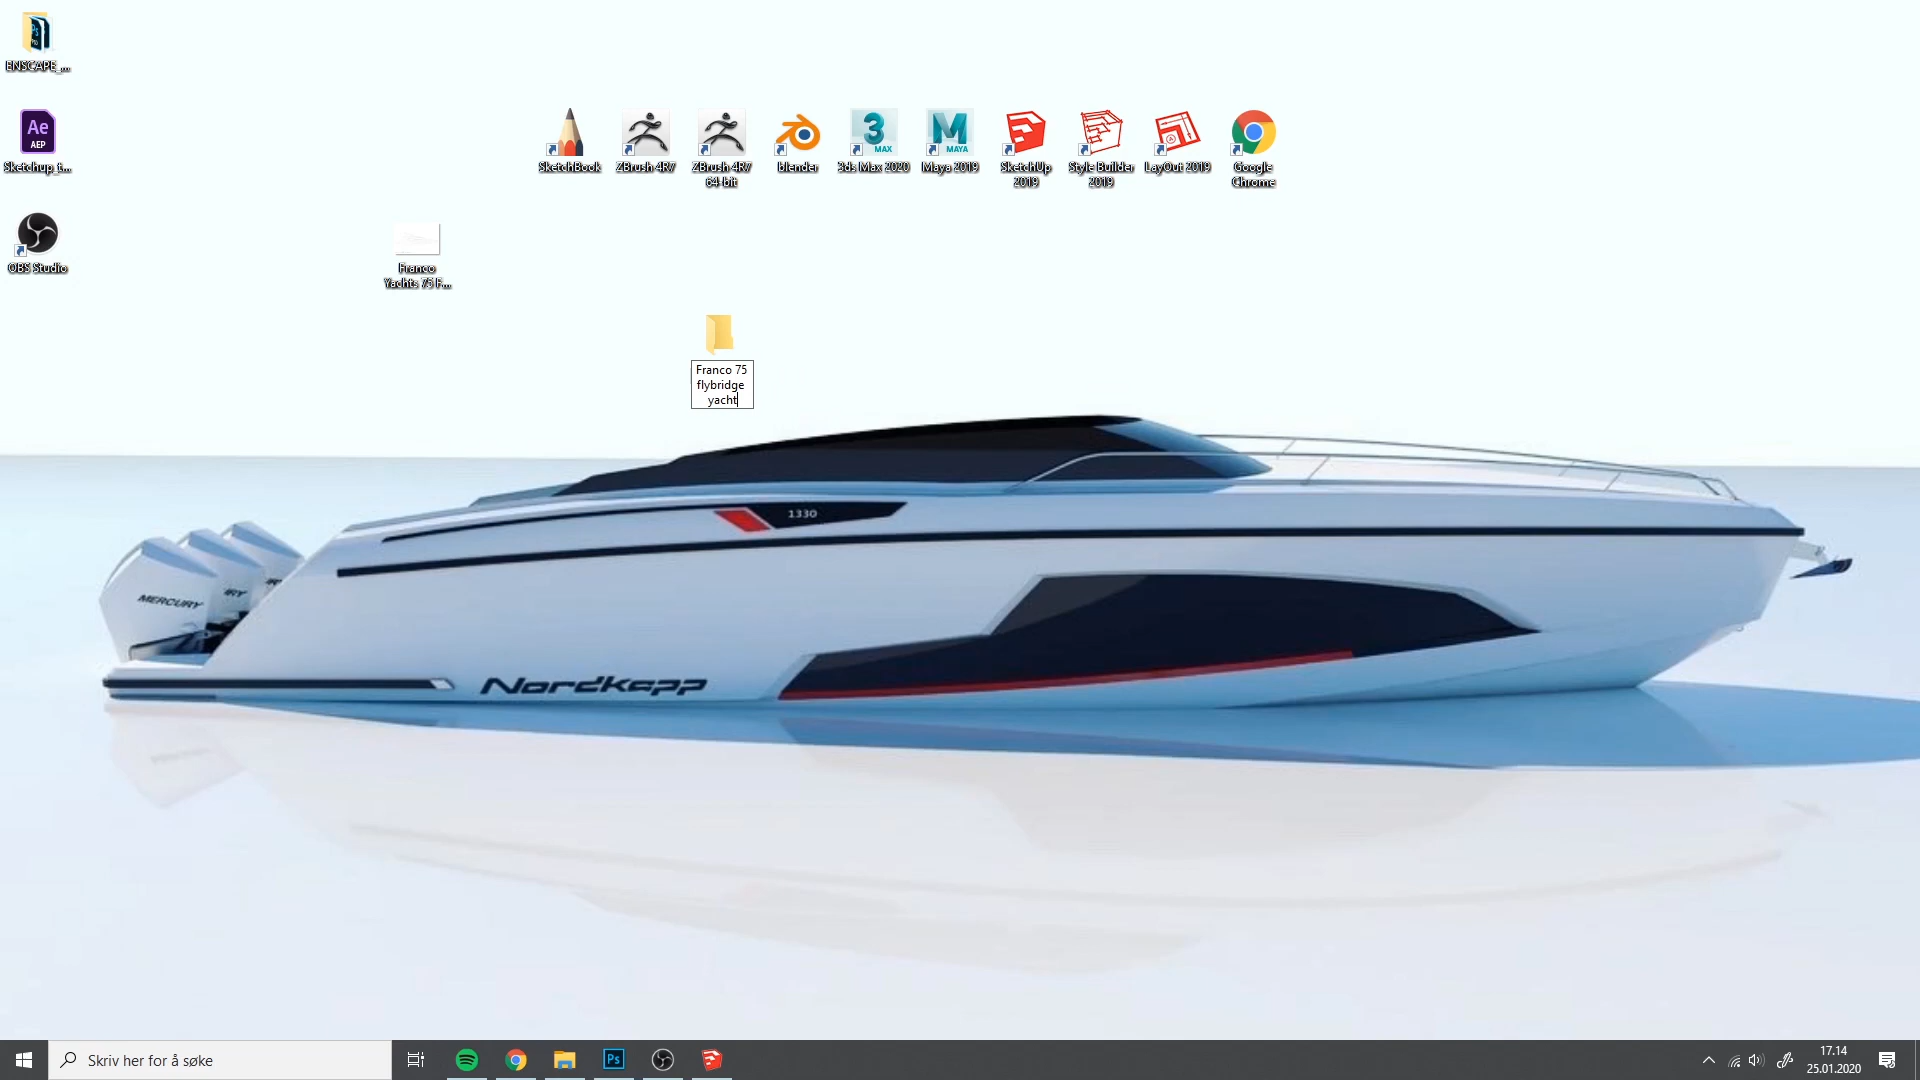 ENSCAPE_...
Ae
AEP
Sketchup_t...
OBS Studio
SketchBook
ZBrush 4R7
ZBrush 4R7
64-bit
blender
3
MAX
3ds Max 2020
M
MAYA
Maya 2019
SketchUp
2019
Style Builder
2019
LayOut 2019
Google
Chrome
Franco
Yachts 75 F...
Franco 75
flybridge
yacht
1330
MERCURY
Nordkapp
Skriv her for å søke
Ps
17.14
25.01.2020